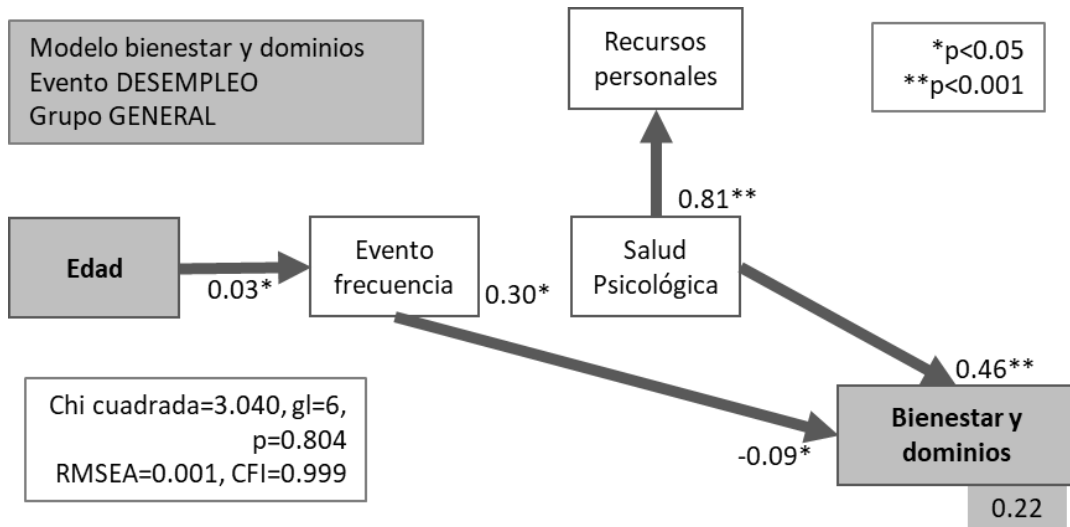 Modelo bienestar y dominios
Evento DESEMPLEO
Grupo GENERAL
Recursos
personales
*p<0.05
**p<0.001
0.81**
Edad
0.03*
Evento
frecuencia
0.30*
Salud
Psicológica
0.46**
Chi cuadrada=3.040, gl=6,
p=0.804
RMSEA=0.001, CFI=0.999
-0.09*
Bienestar y
dominios
0.22